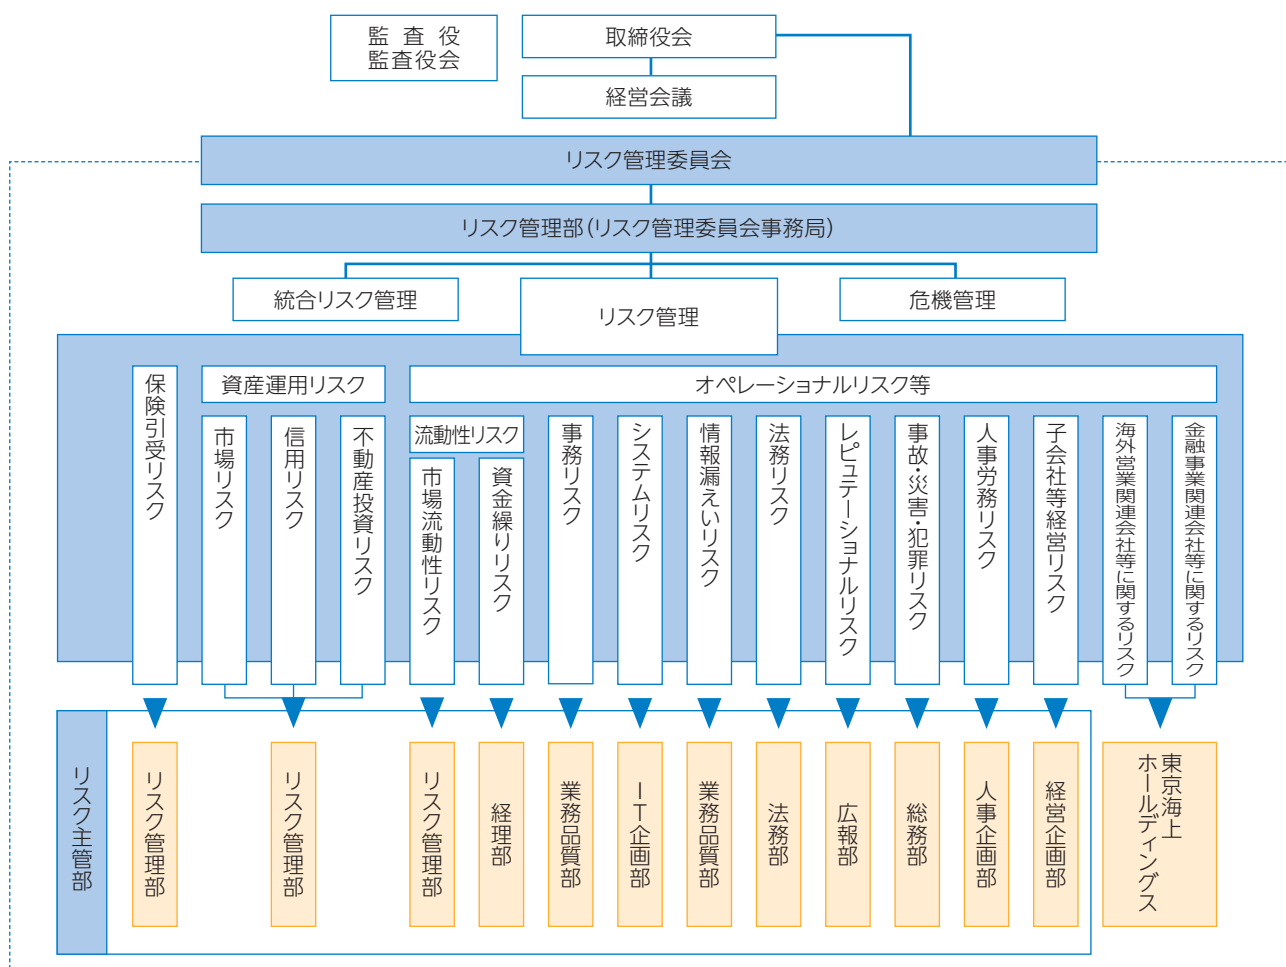 監査役
監査役会
取締役会
経営会議
リスク管理委員会
リスク管理部(リスク管理委員会事務局)
統合リスク管理
リスク管理
危機管理
保険引受リスク
資産運用リスク
市場リスク
信用リスク
不動産投資リスク
オペレーショナルリスク等
流動性リスク
市場流動性リスク
資金繰りリスク
事務リスク
システムリスク
情報漏えいリスク
法務リスク
レピュテーショナルリスク
事故・災害・犯罪リスク
人事労務リスク
子会社等経営リスク
海外営業関連会社等に関するリスク
金融事業関連会社等に関するリスク
リスク主管部
リスク管理部
リスク管理部
リスク管理部
経理部
業務品質部
IT企画部
業務品質部
法務部
広報部
総務部
人事企画部
経営企画部
東京海上
ホールディングス